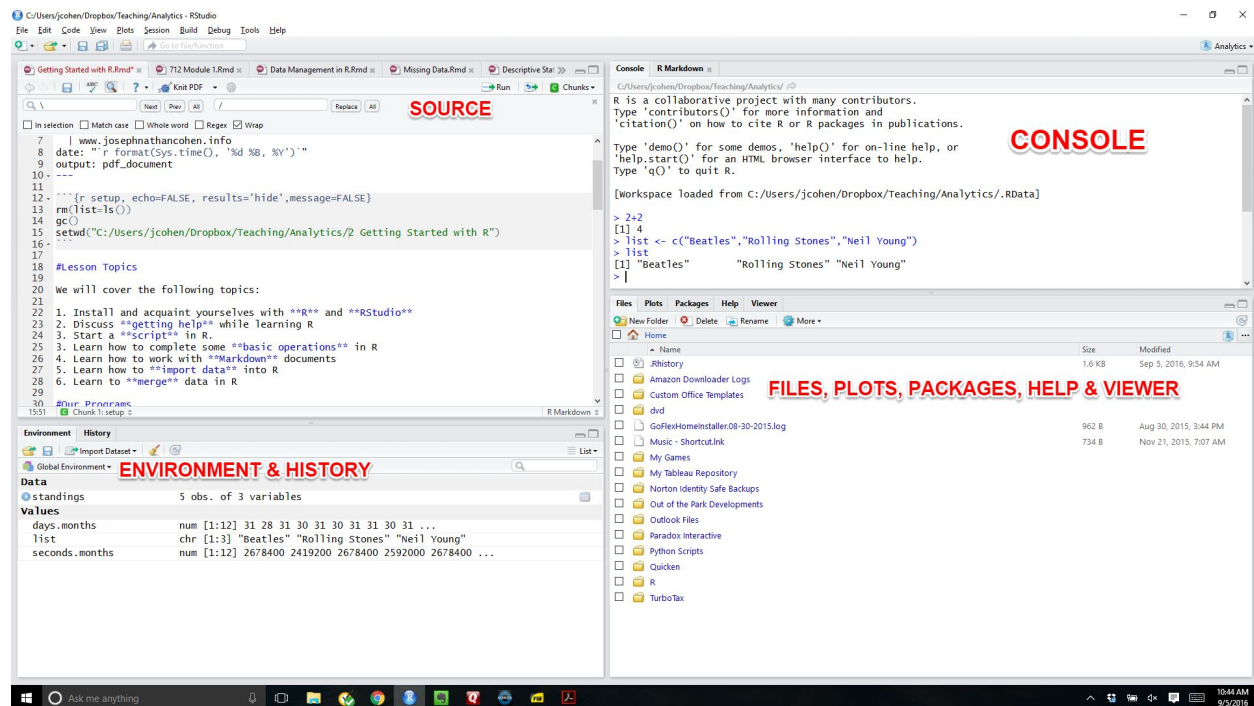 C:/Users/jcohen/Dropbox/Teaching/Analytics - RStudio
File Edit Code View Plots Session Build Debug Tools Help
Go to file/function
Analytics
Getting Started with R.Rmd* × 712 Module 1.Rmd × Data Management in R.Rmd × Missing Data.Rmd × Descriptive Stat
ABC ? Knit PDF Run Chunks
\ Next Prev All / Replace All
SOURCE
In selection Match case Whole word Regex Wrap
7 | www.josephnathancohen.info
8 date: "`r format(Sys.time(), '%d %B, %Y')`"
9 output: pdf_document
10 ---
11
12 ```{r setup, echo=FALSE, results='hide',message=FALSE}
13 rm(list=ls())
14 gc()
15 setwd("C:/Users/jcohen/Dropbox/Teaching/Analytics/2 Getting Started with R")
16 ```
17
18 #Lesson Topics
19
20 We will cover the following topics:
21
22 1. Install and acquaint yourselves with **R** and **RStudio**
23 2. Discuss **getting help** while learning R
24 3. Start a **script** in R.
25 3. Learn how to complete some **basic operations** in R
26 4. Learn how to work with **Markdown** documents
27 5. Learn how to **import data** into R
28 6. Learn to **merge** data in R
29
30 #Our Programs
15:51 Chunk 1: setup R Markdown
Environment History
Import Dataset List
Global Environment
ENVIRONMENT & HISTORY
Data
standings 5 obs. of 3 variables
Values
days.months num [1:12] 31 28 31 30 31 30 31 31 30 31 ...
list chr [1:3] "Beatles" "Rolling Stones" "Neil Young"
seconds.months num [1:12] 2678400 2419200 2678400 2592000 2678400 ...
Console R Markdown ×
C:/Users/jcohen/Dropbox/Teaching/Analytics/
R is a collaborative project with many contributors.
Type 'contributors()' for more information and
'citation()' on how to cite R or R packages in publications.
CONSOLE
Type 'demo()' for some demos, 'help()' for on-line help, or
'help.start()' for an HTML browser interface to help.
Type 'q()' to quit R.
[Workspace loaded from C:/Users/jcohen/Dropbox/Teaching/Analytics/.RData]
> 2+2
[1] 4
> list <- c("Beatles","Rolling Stones","Neil Young")
> list
[1] "Beatles" "Rolling Stones" "Neil Young"
>
Files Plots Packages Help Viewer
New Folder Delete Rename More
Home
Name Size Modified
.Rhistory 1.6 KB Sep 5, 2016, 9:54 AM
Amazon Downloader Logs
FILES, PLOTS, PACKAGES, HELP & VIEWER
Custom Office Templates
dvd
GoFlexHomeInstaller.08-30-2015.log 962 B Aug 30, 2015, 3:44 PM
Music - Shortcut.lnk 734 B Nov 21, 2015, 7:07 AM
My Games
My Tableau Repository
Norton Identity Safe Backups
Out of the Park Developments
Outlook Files
Paradox Interactive
Python Scripts
Quicken
R
TurboTax
Ask me anything
10:44 AM
9/5/2016